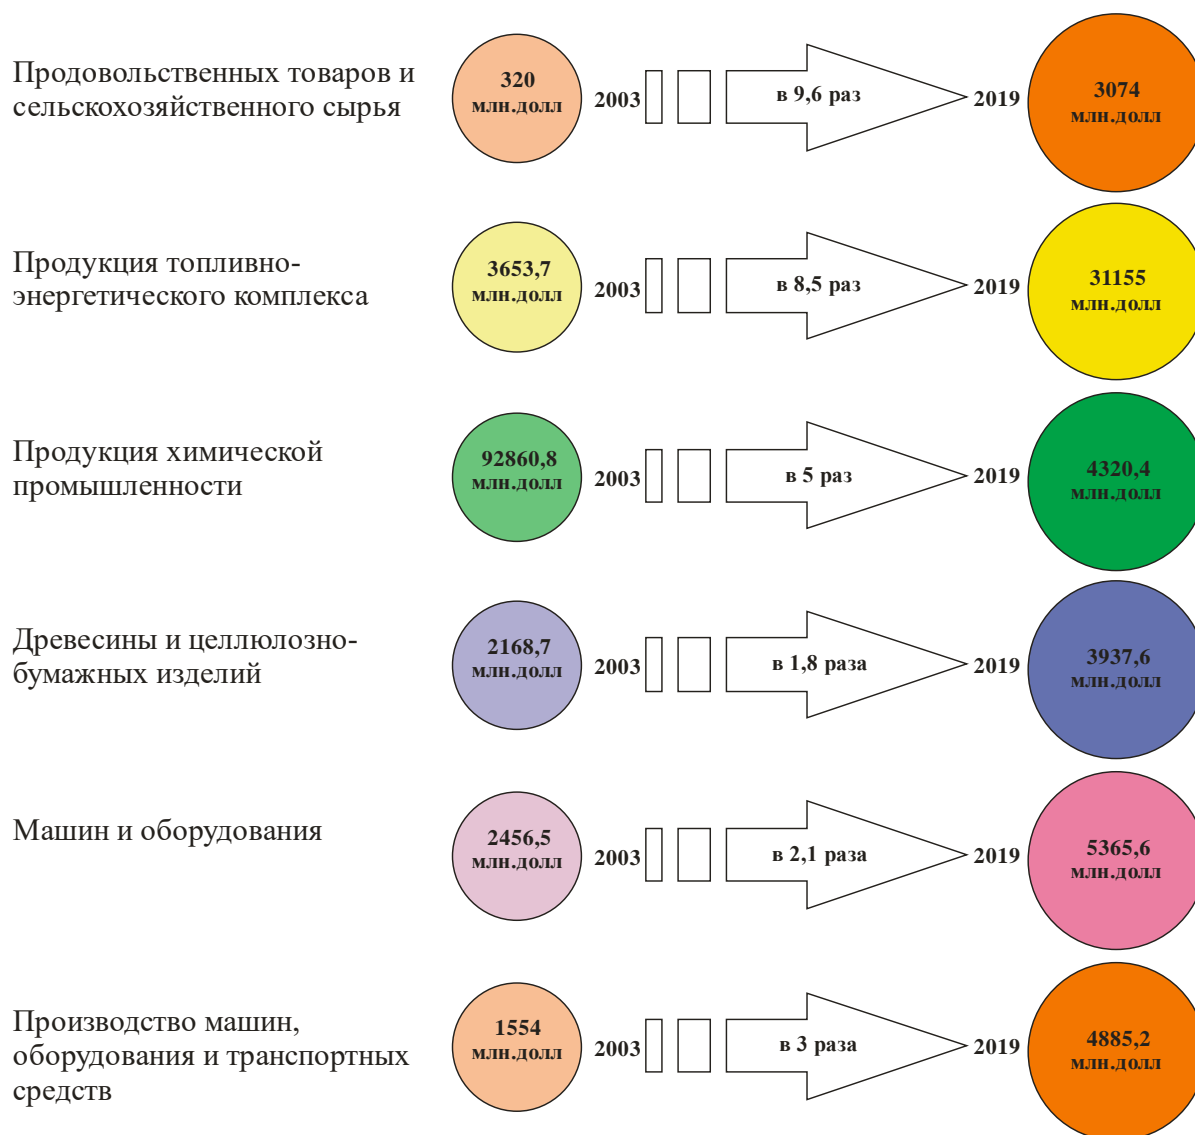 Продовольственных товаров и
сельскохозяйственного сырья
320
млн.долл
2003
в 9,6 раз
2019
3074
млн.долл
Продукция топливно-
энергетического комплекса
3653,7
млн.долл
2003
в 8,5 раз
2019
31155
млн.долл
Продукция химической
промышленности
92860,8
млн.долл
2003
в 5 раз
2019
4320,4
млн.долл
Древесины и целлюлозно-
бумажных изделий
2168,7
млн.долл
2003
в 1,8 раза
2019
3937,6
млн.долл
Машин и оборудования
2456,5
млн.долл
2003
в 2,1 раза
2019
5365,6
млн.долл
Производство машин,
оборудования и транспортных
средств
1554
млн.долл
2003
в 3 раза
2019
4885,2
млн.долл